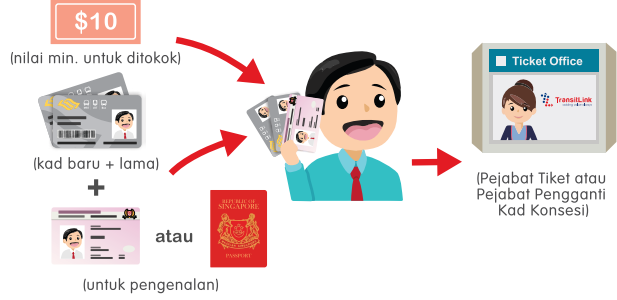 $10
(nilai min. untuk ditokok)
(kad baru + lama)
+
atau
REPUBLIC OF
SINGAPORE
PASSPORT
(untuk pengenalan)
Ticket Office
TransitLink
(Pejabat Tiket atau
Pejabat Pengganti
Kad Konsesi)